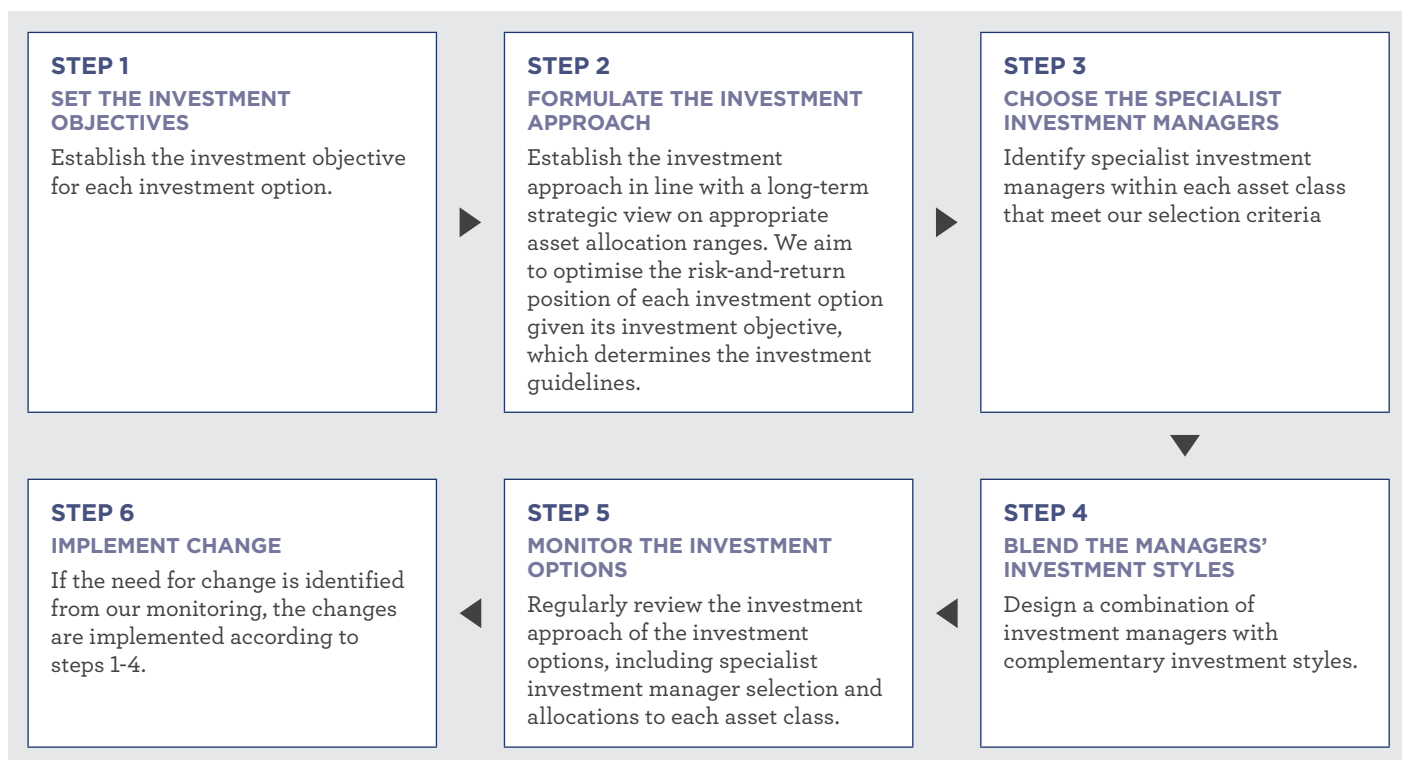 STEP 1
SET THE INVESTMENT
OBJECTIVES
Establish the investment objective
for each investment option.
STEP 2
FORMULATE THE INVESTMENT
APPROACH
Establish the investment
approach in line with a long-term
strategic view on appropriate
asset allocation ranges. We aim
to optimise the risk-and-return
position of each investment option
given its investment objective,
which determines the investment
guidelines.
STEP 3
CHOOSE THE SPECIALIST
INVESTMENT MANAGERS
Identify specialist investment
managers within each asset class
that meet our selection criteria
STEP 4
BLEND THE MANAGERS’
INVESTMENT STYLES
Design a combination of
investment managers with
complementary investment styles.
STEP 5
MONITOR THE INVESTMENT
OPTIONS
Regularly review the investment
approach of the investment
options, including specialist
investment manager selection and
allocations to each asset class.
STEP 6
IMPLEMENT CHANGE
If the need for change is identified
from our monitoring, the changes
are implemented according to
steps 1-4.